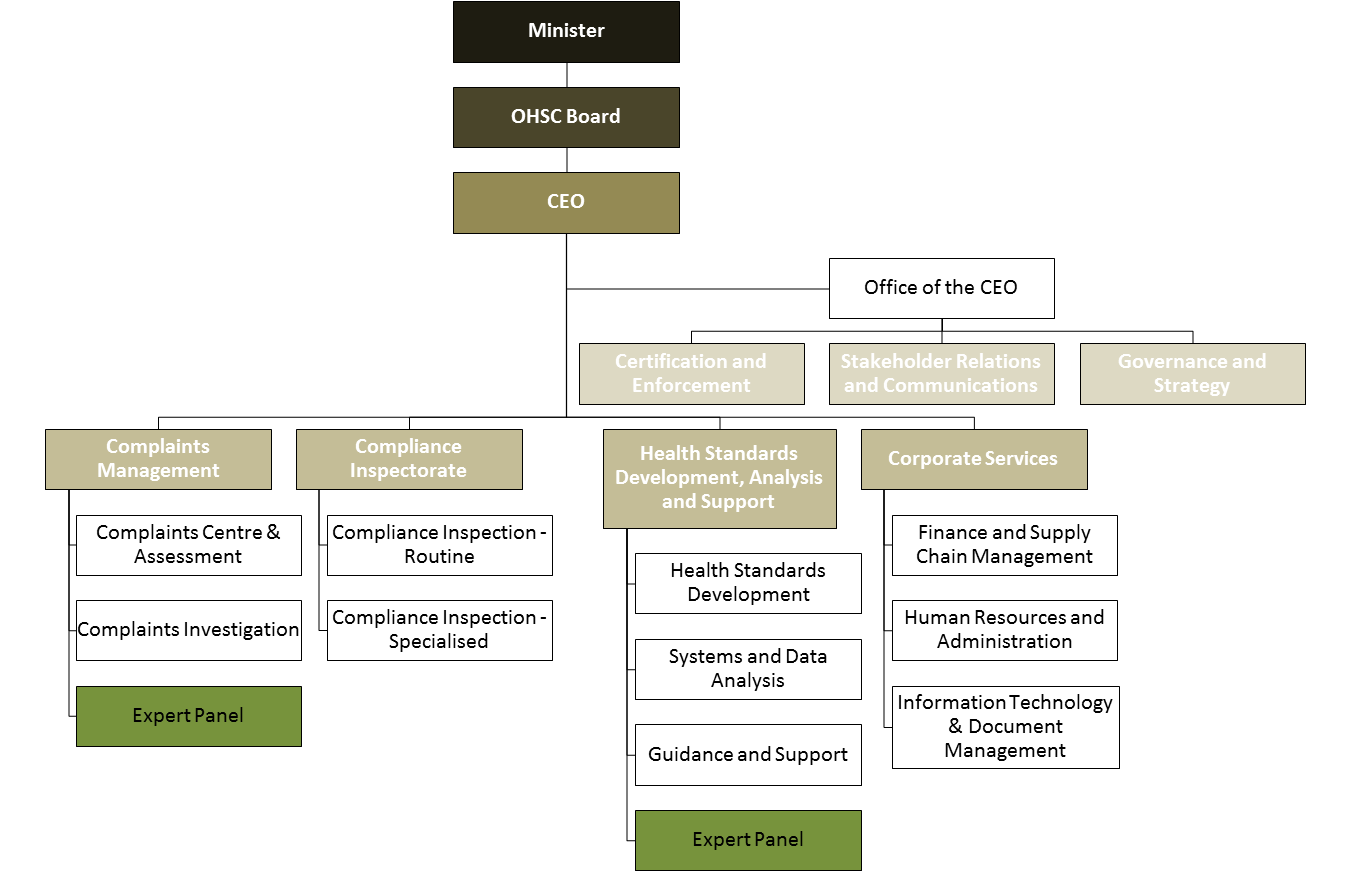 Minister
OHSC Board
CEO
Office of the CEO
Certification and
Enforcement
Stakeholder Relations
and Communications
Governance and
Strategy
Complaints
Management
Complaints Centre &
Assessment
Complaints Investigation
Expert Panel
Compliance
Inspectorate
Compliance Inspection -
Routine
Compliance Inspection -
Specialised
Health Standards
Development, Analysis
and Support
Health Standards
Development
Systems and Data
Analysis
Guidance and Support
Expert Panel
Corporate Services
Finance and Supply
Chain Management
Human Resources and
Administration
Information Technology
& Document
Management